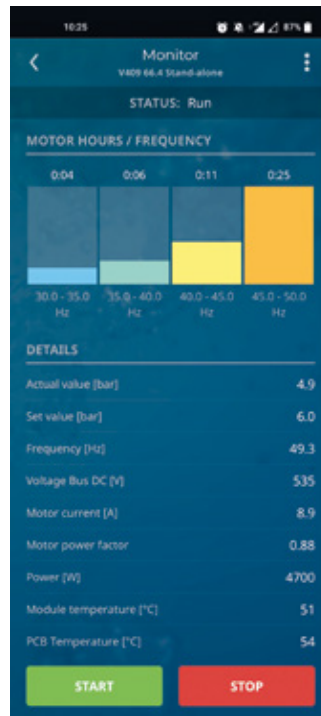 10:25 87%
Monitor
V409 66.4 Stand-alone
STATUS: Run
MOTOR HOURS / FREQUENCY
0:04 0:06 0:11 0:25
30.0 - 35.0 35.0 - 40.0 40.0 - 45.0 45.0 - 50.0
Hz Hz Hz Hz
DETAILS
Actual value [bar] 4.9
Set value [bar] 6.0
Frequency [Hz] 49.3
Voltage Bus DC [V] 535
Motor current [A] 8.9
Motor power factor 0.88
Power [W] 4700
Module temperature [°C] 51
PCB Temperature [°C] 54
START STOP